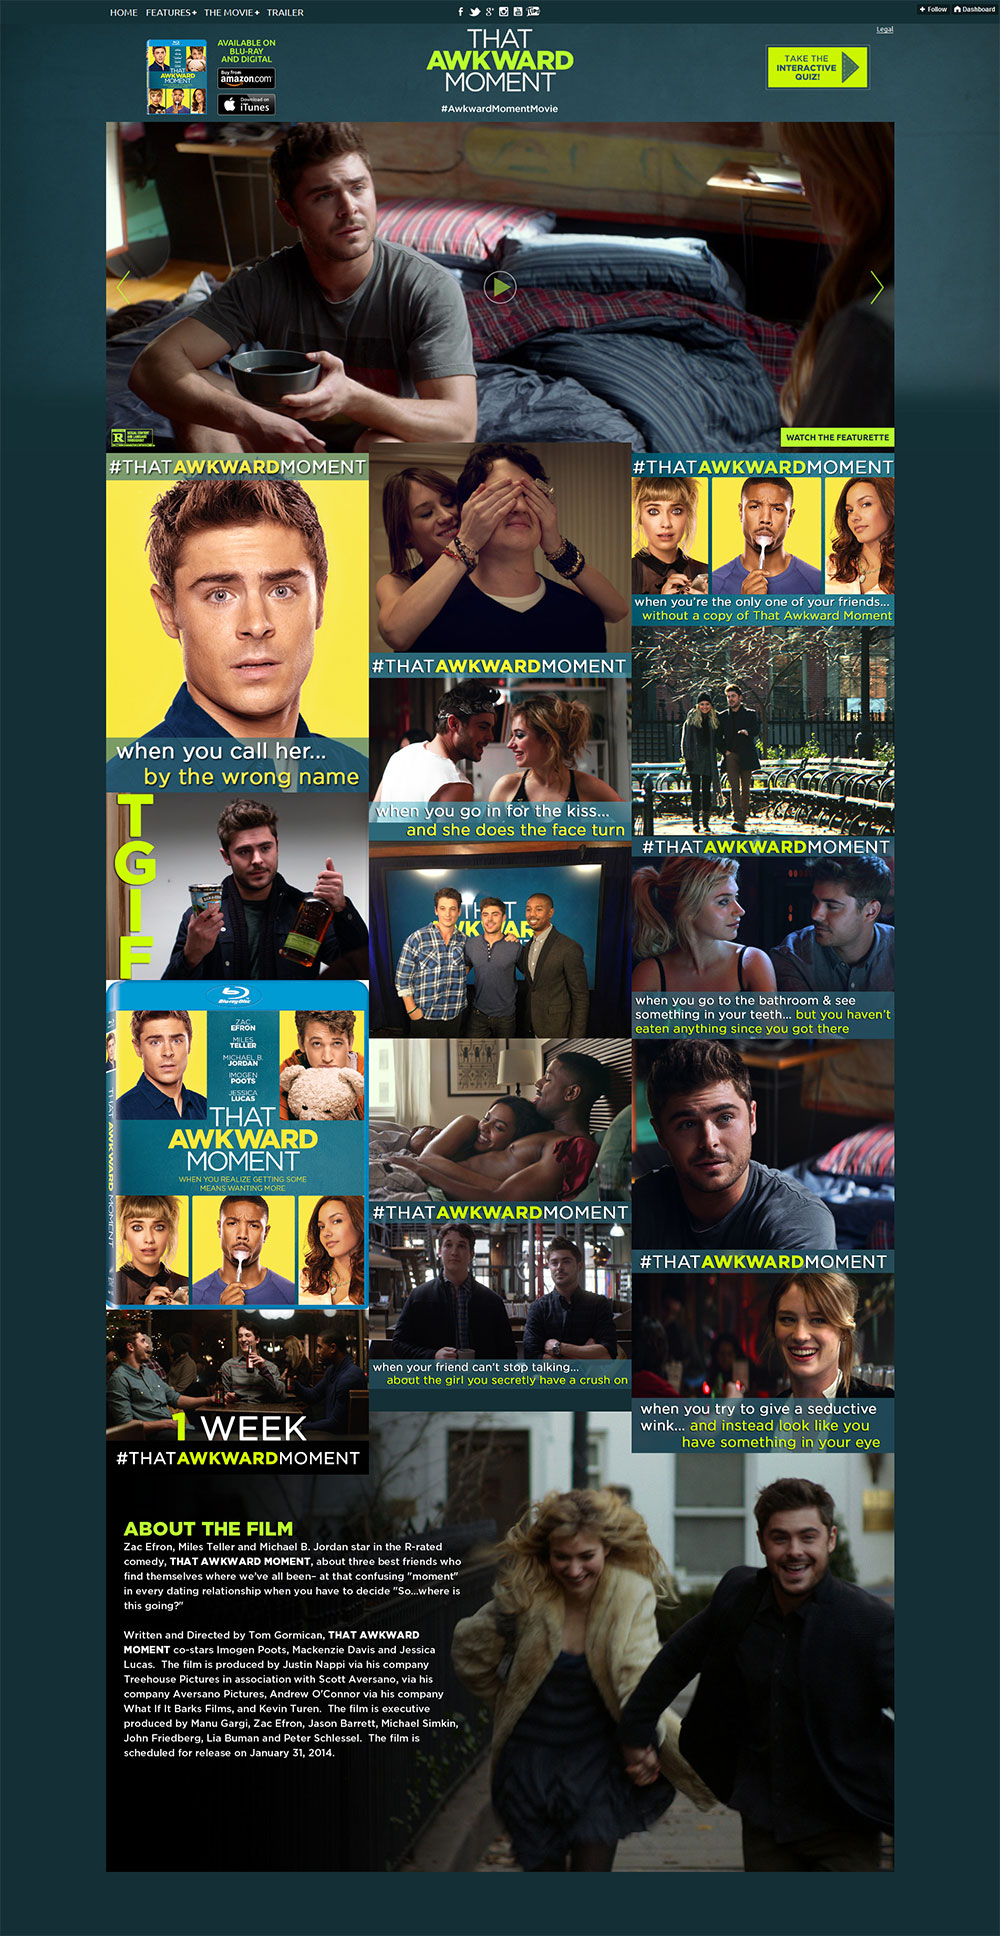 HOME FEATURES+ THE MOVIE+ TRAILER
Follow Dashboard
Legal
AVAILABLE ON
BLU-RAY
AND DIGITAL
Buy from
amazon.com
Download on
iTunes
THAT
AWKWARD
MOMENT
#AwkwardMomentMovie
TAKE THE
INTERACTIVE
QUIZ!
R
WATCH THE FEATURETTE
#THATAWKWARDMOMENT
when you call her...
by the wrong name
TGIF
Blu-ray Disc
ZAC
EFRON
MILES
TELLER
MICHAEL B.
JORDAN
IMOGEN
POOTS
JESSICA
LUCAS
THAT
AWKWARD
MOMENT
WHEN YOU REALIZE GETTING SOME
MEANS WANTING MORE
THAT AWKWARD MOMENT
1 WEEK
#THATAWKWARDMOMENT
#THATAWKWARDMOMENT
when you go in for the kiss...
and she does the face turn
#THATAWKWARDMOMENT
when your friend can't stop talking...
about the girl you secretly have a crush on
#THATAWKWARDMOMENT
when you're the only one of your friends...
without a copy of That Awkward Moment
#THATAWKWARDMOMENT
when you go to the bathroom & see
something in your teeth... but you haven't
eaten anything since you got there
#THATAWKWARDMOMENT
when you try to give a seductive
wink... and instead look like you
have something in your eye
ABOUT THE FILM
Zac Efron, Miles Teller and Michael B. Jordan star in the R-rated
comedy, THAT AWKWARD MOMENT, about three best friends who
find themselves where we've all been– at that confusing "moment"
in every dating relationship when you have to decide "So...where is
this going?"
Written and Directed by Tom Gormican, THAT AWKWARD
MOMENT co-stars Imogen Poots, Mackenzie Davis and Jessica
Lucas. The film is produced by Justin Nappi via his company
Treehouse Pictures in association with Scott Aversano, via his
company Aversano Pictures, Andrew O'Connor via his company
What If It Barks Films, and Kevin Turen. The film is executive
produced by Manu Gargi, Zac Efron, Jason Barrett, Michael Simkin,
John Friedberg, Lia Buman and Peter Schlessel. The film is
scheduled for release on January 31, 2014.